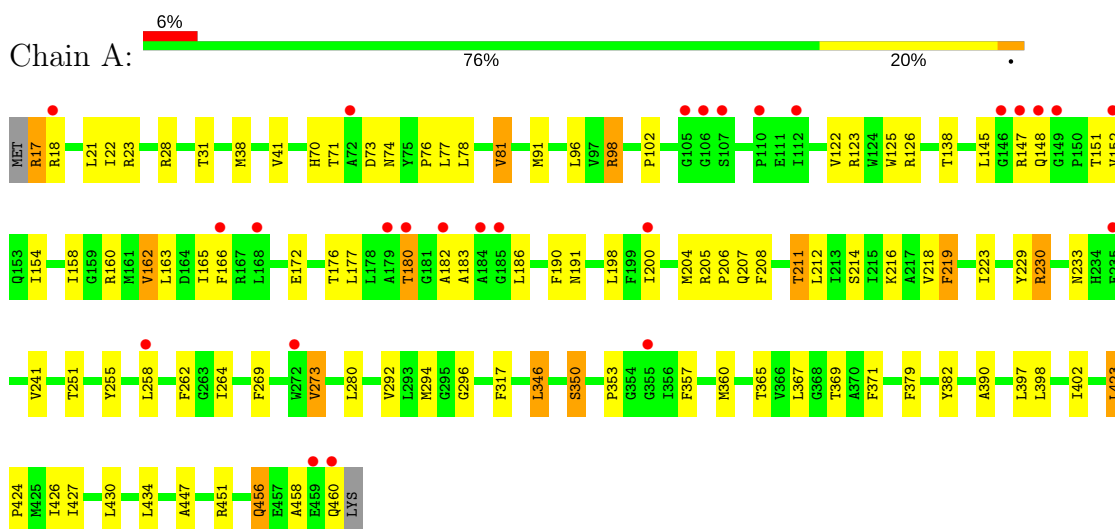 6%
Chain A:
76% 20% •
MET R17 R18 L21 I22 R23 R28 T31 M38 V41 H70 T71 A72 D73 N74 Y75 P76 L77 L78 V81 M91 L96 V97 R98 P102 G105 G106 S107 P110 E111 I112 V122 R123 W124 W125 R126 T138 L145 G146 R147 Q148 G149 P150 T151
Q153 I154 I158 G159 R160 M161 V162 L163 D164 I165 F166 R167 L168 E172 T176 L177 L178 A179 T180 G181 A182 A183 A184 G185 L186 F190 N191 L198 F199 I200 M204 R205 P206 Q207 F208 T211 L212 I213 S214 I215 K216 A217 V218 F219 I223 Y229 R230 N233 H234
V241 T251 Y255 L258 F262 G263 I264 F269 W272 V273 L280 V292 L293 M294 G295 G296 F317 L346 S350 P353 G354 G355 I356 F357 M360 T365 V366 L367 G368 T369 A370 F371 F379 Y382 A390 L397 L398 I402 L423
P424 M425 I426 I427 L430 L434 A447 R451 Q456 E457 A458 E459 Q460 LYS